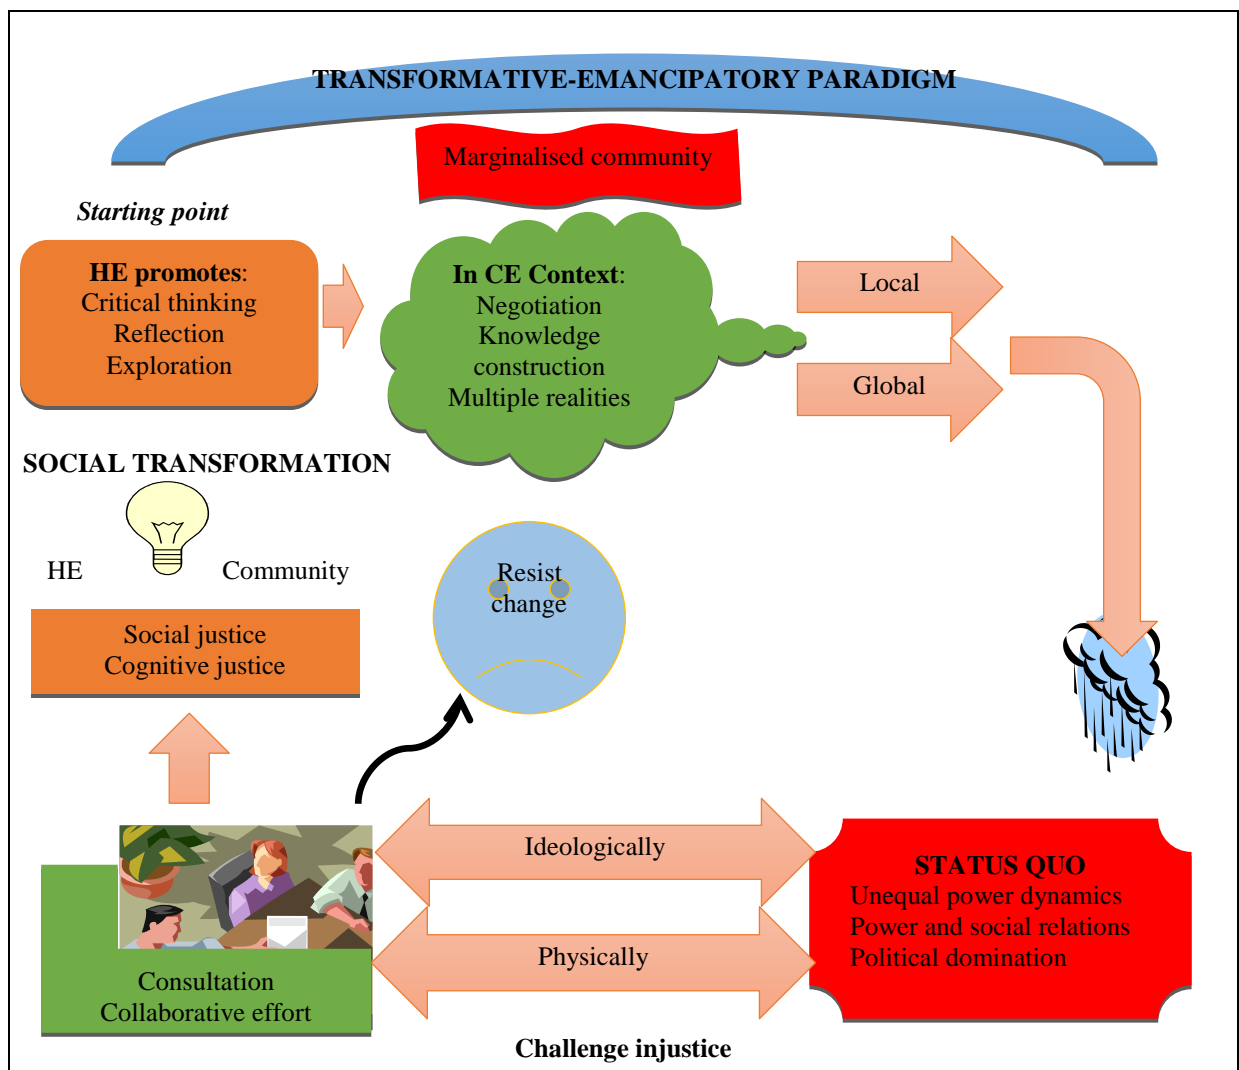 TRANSFORMATIVE-EMANCIPATORY PARADIGM
Marginalised community
Starting point
HE promotes:
Critical thinking
Reflection
Exploration
In CE Context:
Negotiation
Knowledge
construction
Multiple realities
Local
Global
SOCIAL TRANSFORMATION
HE
Community
Social justice
Cognitive justice
Resist
change
Ideologically
Physically
STATUS QUO
Unequal power dynamics
Power and social relations
Political domination
Consultation
Collaborative effort
Challenge injustice